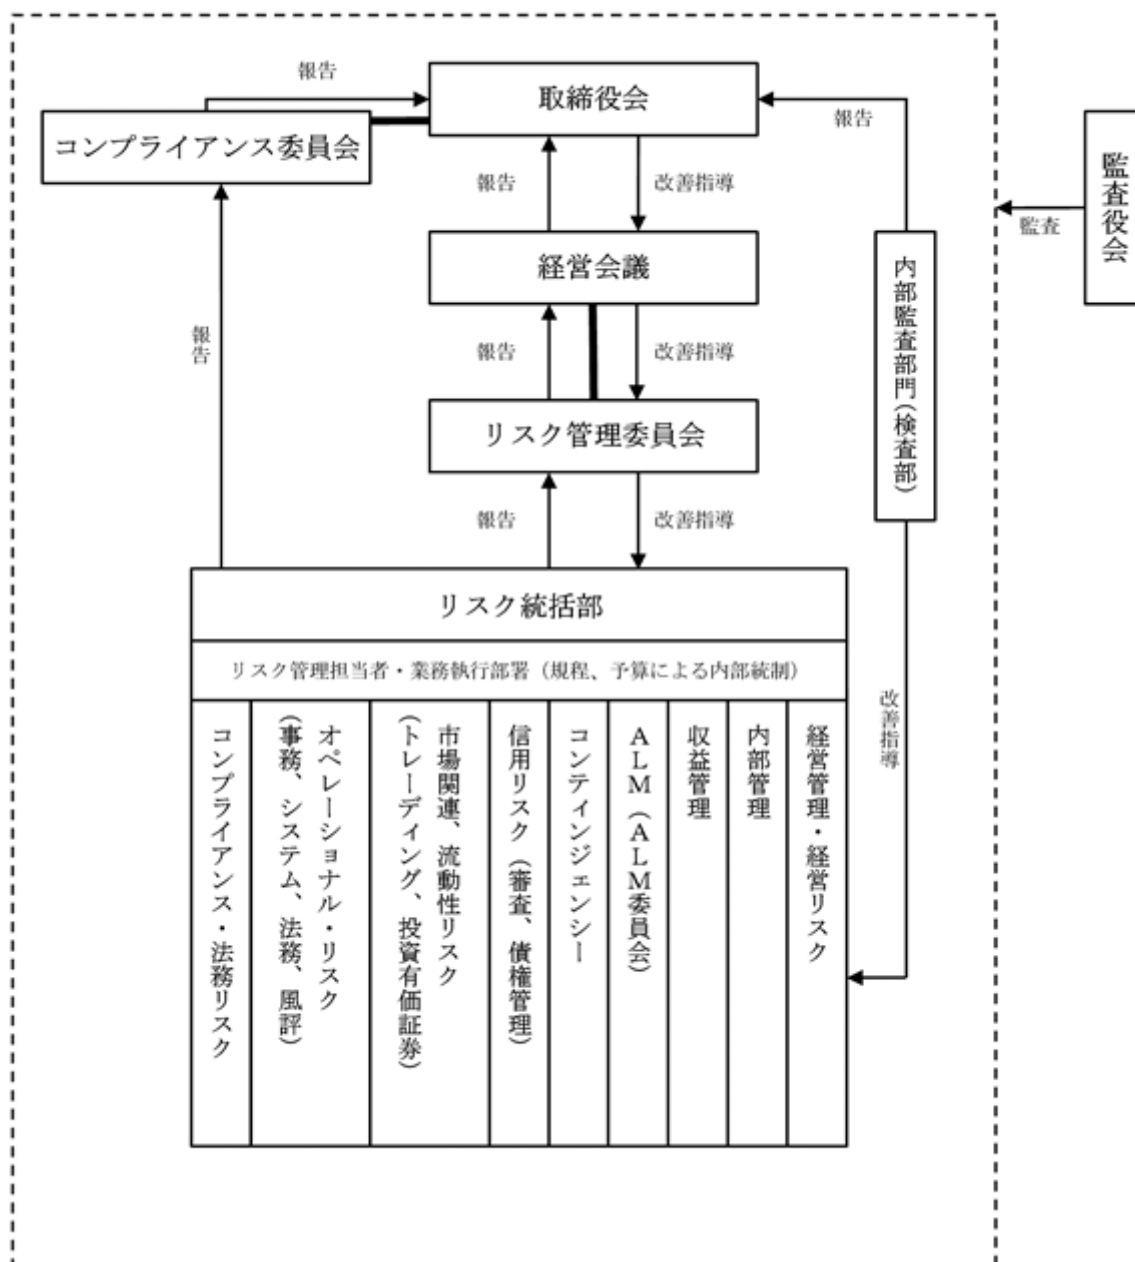 報告
取締役会
報告
コンプライアンス委員会
監査役会
監査
報告
改善指導
経営会議
内部監査部門（検査部）
報告
報告
改善指導
リスク管理委員会
報告
改善指導
リスク統括部
リスク管理担当者・業務執行部署（規程、予算による内部統制）
改善指導
コンプライアンス・法務リスク
オペレーショナル・リスク
（事務、システム、法務、風評）
市場関連、流動性リスク
（トレーディング、投資有価証券）
信用リスク（審査、債権管理）
コンティンジェンシー
ＡＬＭ（ＡＬＭ委員会）
収益管理
内部管理
経営管理・経営リスク